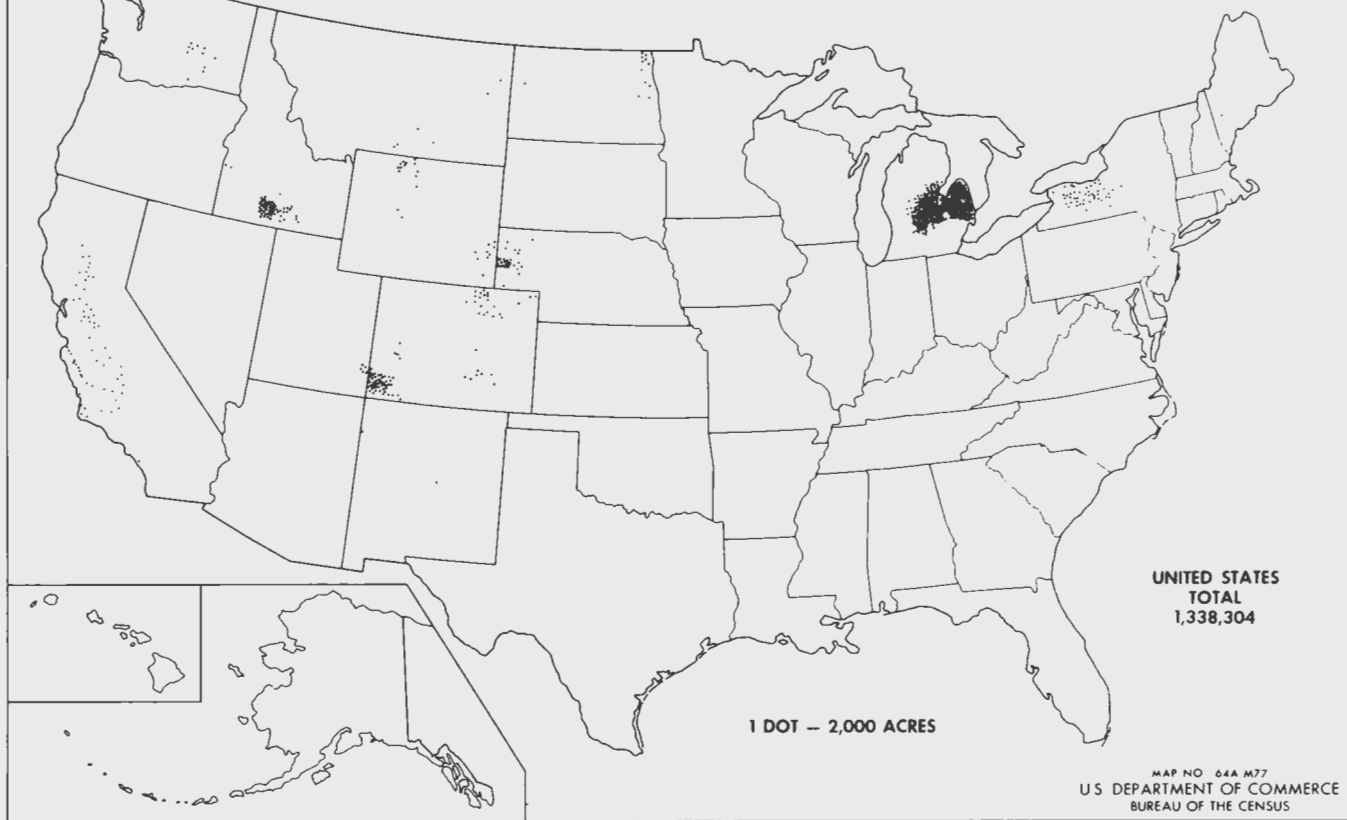 UNITED STATES
TOTAL
1,338,304
1 DOT — 2,000 ACRES
MAP NO 64A M77
U S DEPARTMENT OF COMMERCE
BUREAU OF THE CENSUS